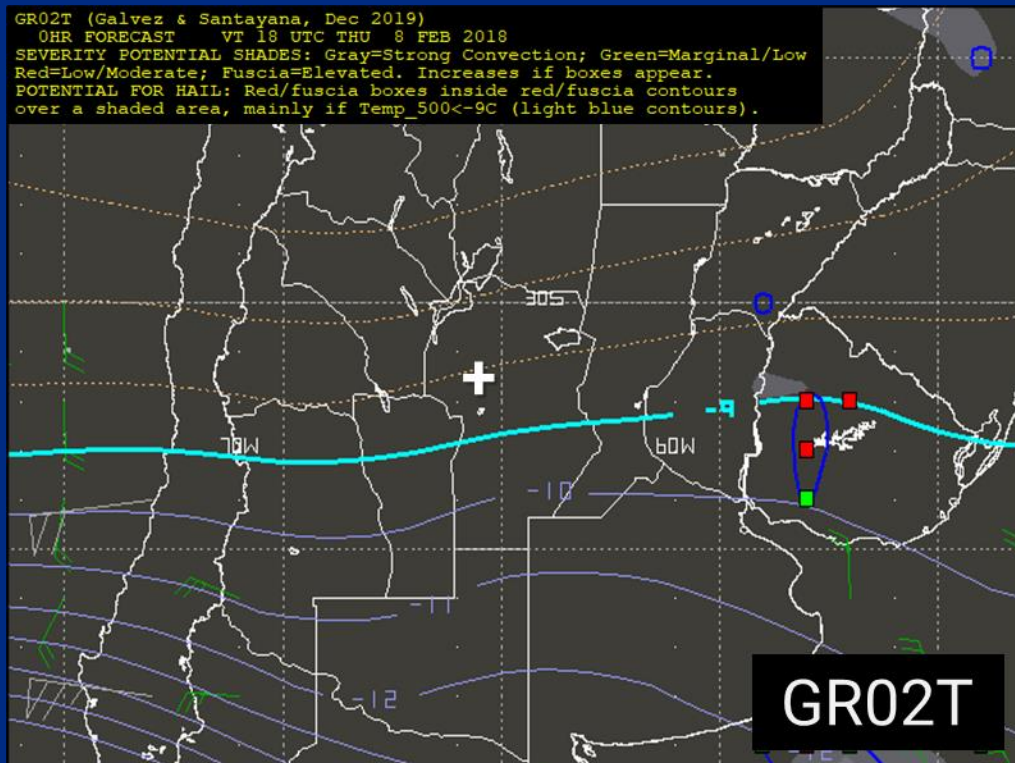 GR02T (Galvez & Santayana, Dec 2019)
0HR FORECAST VT 18 UTC THU 8 FEB 2018
SEVERITY POTENTIAL SHADES: Gray=Strong Convection; Green=Marginal/Low
Red=Low/Moderate; Fuscia=Elevated. Increases if boxes appear.
POTENTIAL FOR HAIL: Red/fuscia boxes inside red/fuscia contours
over a shaded area, mainly if Temp_500<-9C (light blue contours).
30S
-9
70W
60W
-10
-11
-12
GR02T
-12